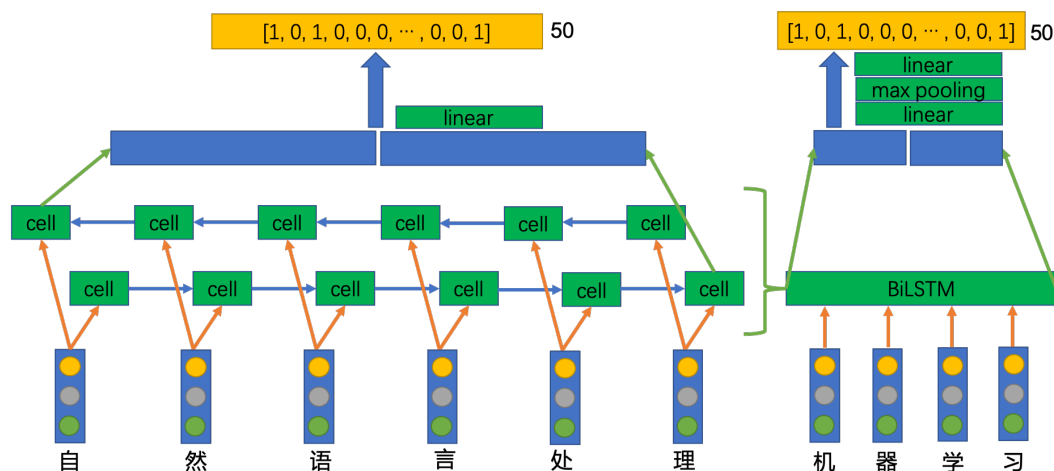 [1, 0, 1, 0, 0, 0, ··· , 0, 0, 1] 50
linear
cell cell cell cell cell cell
cell cell cell cell cell cell
自 然 语 言 处 理
[1, 0, 1, 0, 0, 0, ··· , 0, 0, 1] 50
linear
max pooling
linear
BiLSTM
机 器 学 习